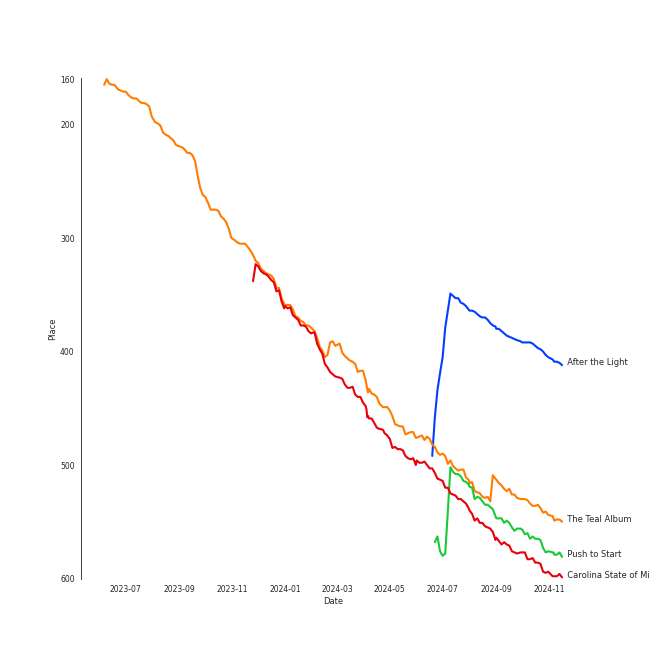 160
200
300
400
500
600
Place
2023-07 2023-09 2023-11 2024-01 2024-03 2024-05 2024-07 2024-09 2024-11
Date
After the Light
The Teal Album
Push to Start
Carolina State of Mi